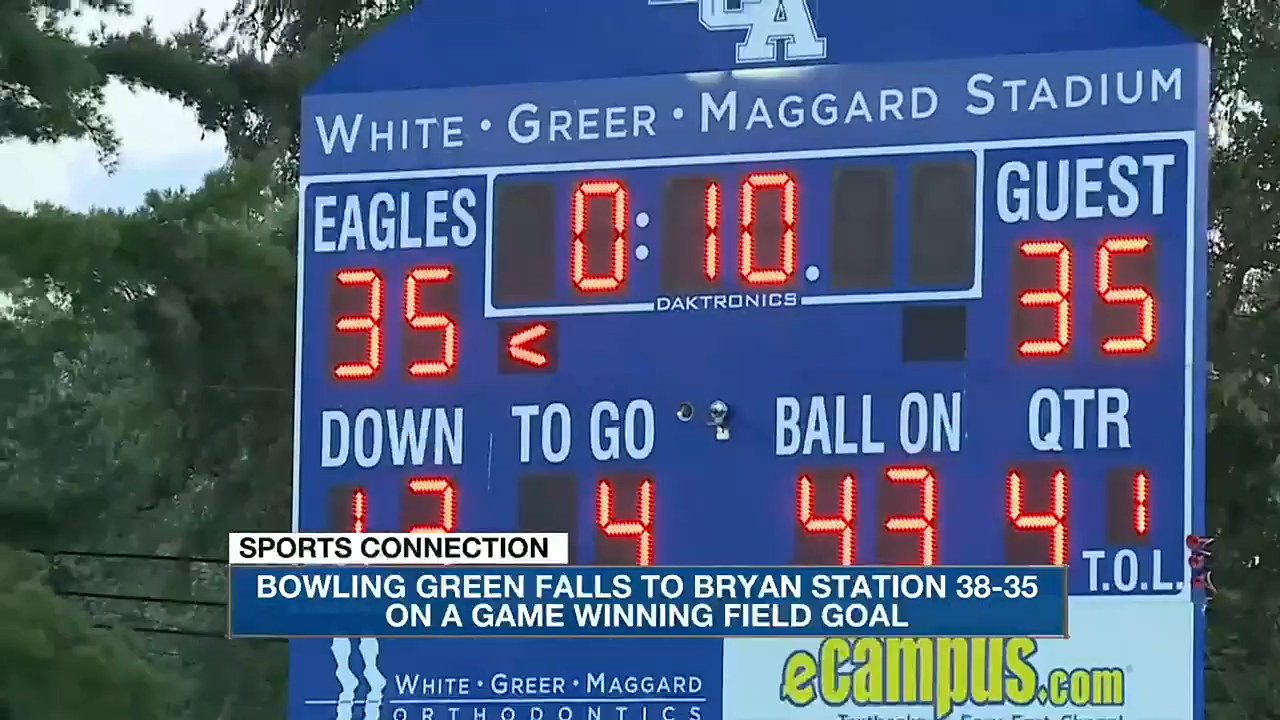 CA
WHITE • GREER • MAGGARD STADIUM
EAGLES 0:10. GUEST
35 35
DAKTRONICS
<
DOWN TO GO BALL ON QTR
4 43 4 1
T.O.L.
SPORTS CONNECTION
BOWLING GREEN FALLS TO BRYAN STATION 38-35
ON A GAME WINNING FIELD GOAL
WHITE • GREER • MAGGARD
ORTHODONTICS
eCampus.com